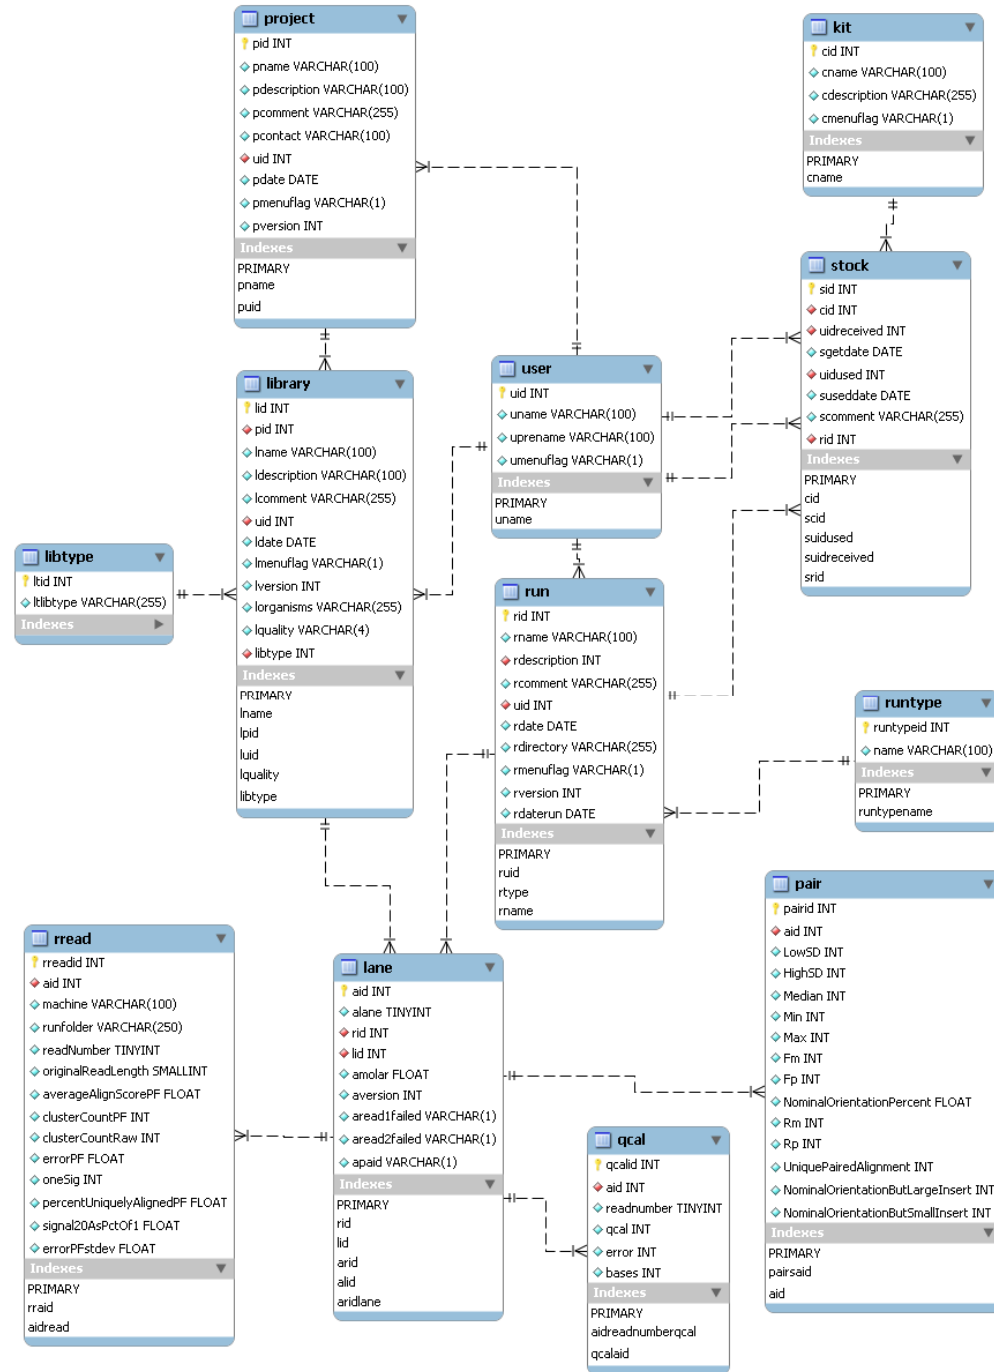 project
pid INT
pname VARCHAR(100)
pdescription VARCHAR(100)
pcomment VARCHAR(255)
pcontact VARCHAR(100)
uid INT
pdate DATE
pmenuflag VARCHAR(1)
pversion INT
Indexes
PRIMARY
pname
puid
kit
cid INT
cname VARCHAR(100)
cdescription VARCHAR(255)
cmenuflag VARCHAR(1)
Indexes
PRIMARY
cname
stock
sid INT
cid INT
uidreceived INT
sgetdate DATE
uidused INT
suseddate DATE
scomment VARCHAR(255)
rid INT
Indexes
PRIMARY
cid
scid
suidused
suidreceived
srid
user
uid INT
uname VARCHAR(100)
uprename VARCHAR(100)
umenuflag VARCHAR(1)
Indexes
PRIMARY
uname
library
lid INT
pid INT
lname VARCHAR(100)
ldescription VARCHAR(100)
lcomment VARCHAR(255)
uid INT
ldate DATE
lmenuflag VARCHAR(1)
lversion INT
lorganisms VARCHAR(255)
lquality VARCHAR(4)
libtype INT
Indexes
PRIMARY
lname
lpid
luid
lquality
libtype
libtype
ltid INT
ltlibtype VARCHAR(255)
Indexes
run
rid INT
rname VARCHAR(100)
rdescription INT
rcomment VARCHAR(255)
uid INT
rdate DATE
rdirectory VARCHAR(255)
rmenuflag VARCHAR(1)
rversion INT
rdaterun DATE
Indexes
PRIMARY
ruid
rtype
rname
runtype
runtypeid INT
name VARCHAR(100)
Indexes
PRIMARY
runtypename
pair
pairid INT
aid INT
LowSD INT
HighSD INT
Median INT
Min INT
Max INT
Fm INT
Fp INT
NominalOrientationPercent FLOAT
Rm INT
Rp INT
UniquePairedAlignment INT
NominalOrientationButLargeInsert INT
NominalOrientationButSmallInsert INT
Indexes
PRIMARY
pairsaid
aid
rread
rreadid INT
aid INT
machine VARCHAR(100)
runfolder VARCHAR(250)
readNumber TINYINT
originalReadLength SMALLINT
averageAlignScorePF FLOAT
clusterCountPF INT
clusterCountRaw INT
errorPF FLOAT
oneSig INT
percentUniquelyAlignedPF FLOAT
signal20AsPctOf1 FLOAT
errorPFstdev FLOAT
Indexes
PRIMARY
rraid
aidread
lane
aid INT
alane TINYINT
rid INT
lid INT
amolar FLOAT
aversion INT
aread1failed VARCHAR(1)
aread2failed VARCHAR(1)
apaid VARCHAR(1)
Indexes
PRIMARY
rid
lid
arid
alid
aridlane
qcal
qcalid INT
aid INT
readnumber TINYINT
qcal INT
error INT
bases INT
Indexes
PRIMARY
aidreadnumberqcal
qcalaid